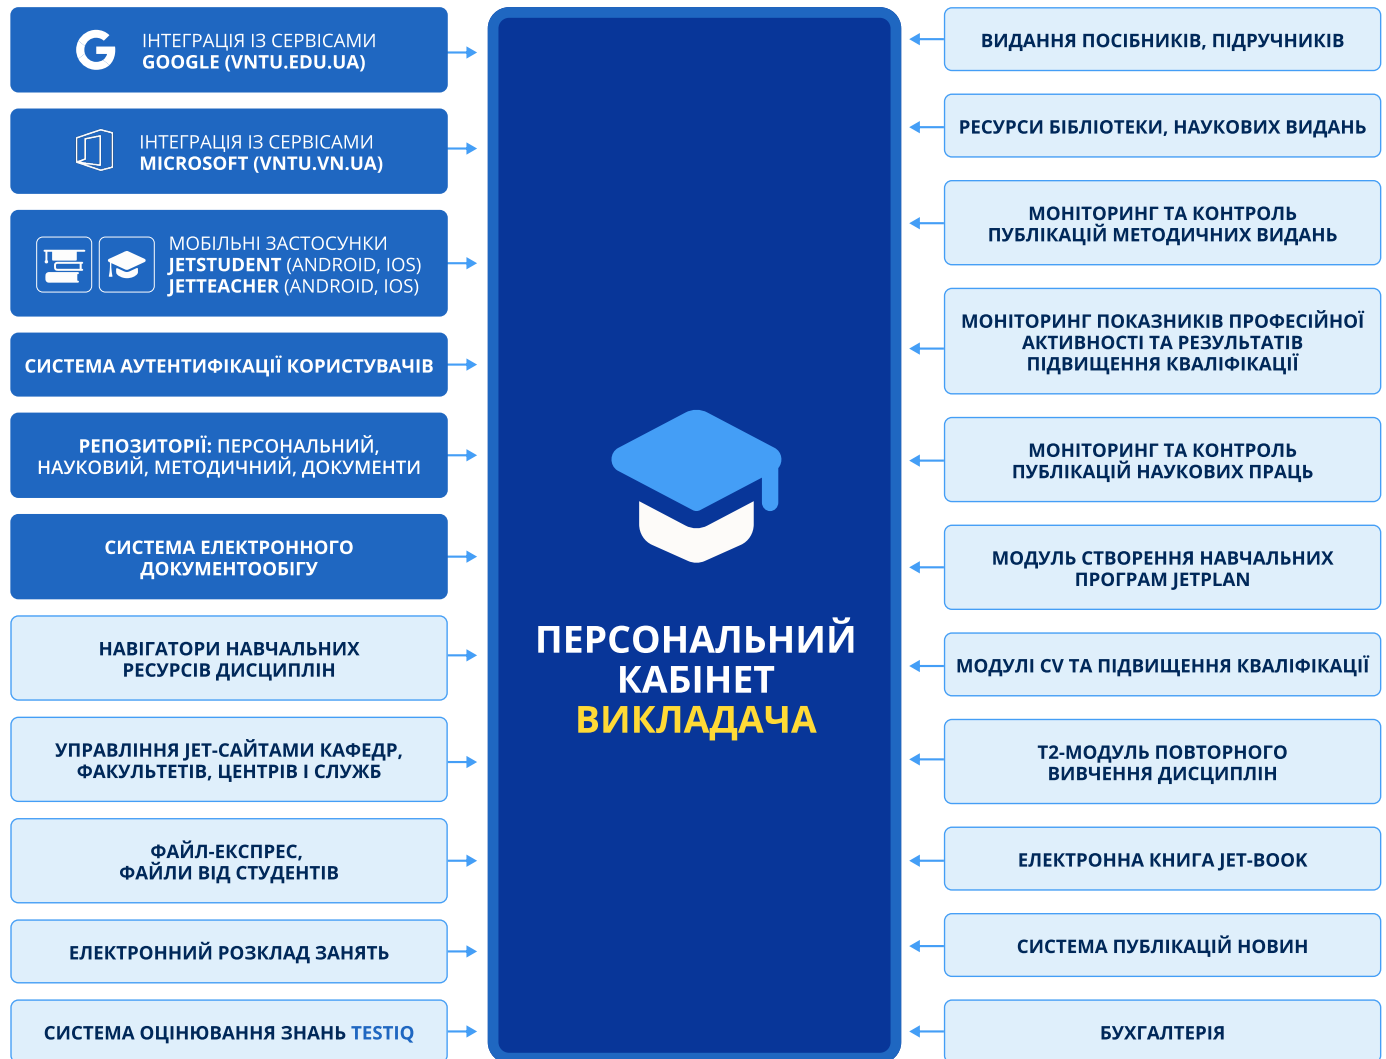 ІНТЕГРАЦІЯ ІЗ СЕРВІСАМИ
GOOGLE (VNTU.EDU.UA)
ІНТЕГРАЦІЯ ІЗ СЕРВІСАМИ
MICROSOFT (VNTU.VN.UA)
МОБІЛЬНІ ЗАСТОСУНКИ
JETSTUDENT (ANDROID, IOS)
JETTEACHER (ANDROID, IOS)
СИСТЕМА АУТЕНТИФІКАЦІЇ КОРИСТУВАЧІВ
РЕПОЗИТОРІЇ: ПЕРСОНАЛЬНИЙ,
НАУКОВИЙ, МЕТОДИЧНИЙ, ДОКУМЕНТИ
СИСТЕМА ЕЛЕКТРОННОГО
ДОКУМЕНТООБІГУ
НАВІГАТОРИ НАВЧАЛЬНИХ
РЕСУРСІВ ДИСЦИПЛІН
УПРАВЛІННЯ JET-САЙТАМИ КАФЕДР,
ФАКУЛЬТЕТІВ, ЦЕНТРІВ І СЛУЖБ
ФАЙЛ-ЕКСПРЕС,
ФАЙЛИ ВІД СТУДЕНТІВ
ЕЛЕКТРОННИЙ РОЗКЛАД ЗАНЯТЬ
СИСТЕМА ОЦІНЮВАННЯ ЗНАНЬ TESTIQ
ПЕРСОНАЛЬНИЙ
КАБІНЕТ
ВИКЛАДАЧА
ВИДАННЯ ПОСІБНИКІВ, ПІДРУЧНИКІВ
РЕСУРСИ БІБЛІОТЕКИ, НАУКОВИХ ВИДАНЬ
МОНІТОРИНГ ТА КОНТРОЛЬ
ПУБЛІКАЦІЙ МЕТОДИЧНИХ ВИДАНЬ
МОНІТОРИНГ ПОКАЗНИКІВ ПРОФЕСІЙНОЇ
АКТИВНОСТІ ТА РЕЗУЛЬТАТІВ
ПІДВИЩЕННЯ КВАЛІФІКАЦІЇ
МОНІТОРИНГ ТА КОНТРОЛЬ
ПУБЛІКАЦІЙ НАУКОВИХ ПРАЦЬ
МОДУЛЬ СТВОРЕННЯ НАВЧАЛЬНИХ
ПРОГРАМ JETPLAN
МОДУЛІ CV ТА ПІДВИЩЕННЯ КВАЛІФІКАЦІЇ
Т2-МОДУЛЬ ПОВТОРНОГО
ВИВЧЕННЯ ДИСЦИПЛІН
ЕЛЕКТРОННА КНИГА JET-BOOK
СИСТЕМА ПУБЛІКАЦІЙ НОВИН
БУХГАЛТЕРІЯ